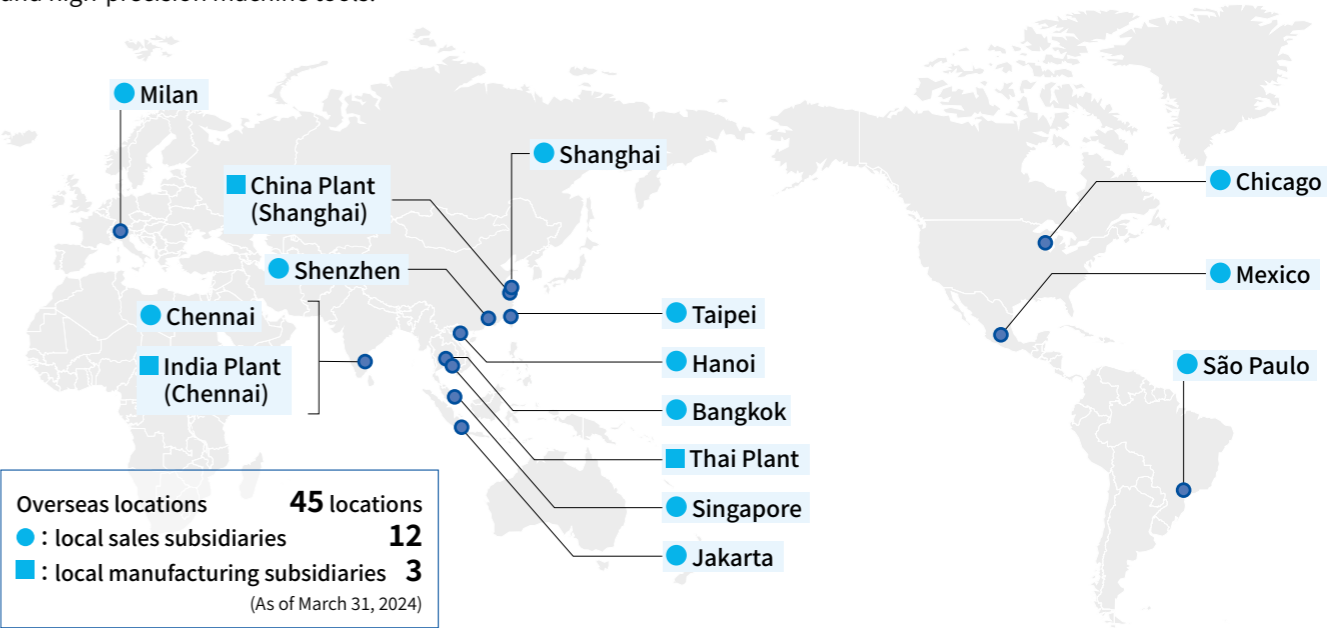 and high-precision machine tools.
Milan
Shanghai
China Plant
(Shanghai)
Chicago
Shenzhen
Mexico
Chennai
Taipei
India Plant
(Chennai)
Hanoi
São Paulo
Bangkok
Thai Plant
Singapore
Jakarta
Overseas locations 45 locations
: local sales subsidiaries 12
: local manufacturing subsidiaries 3
(As of March 31, 2024)